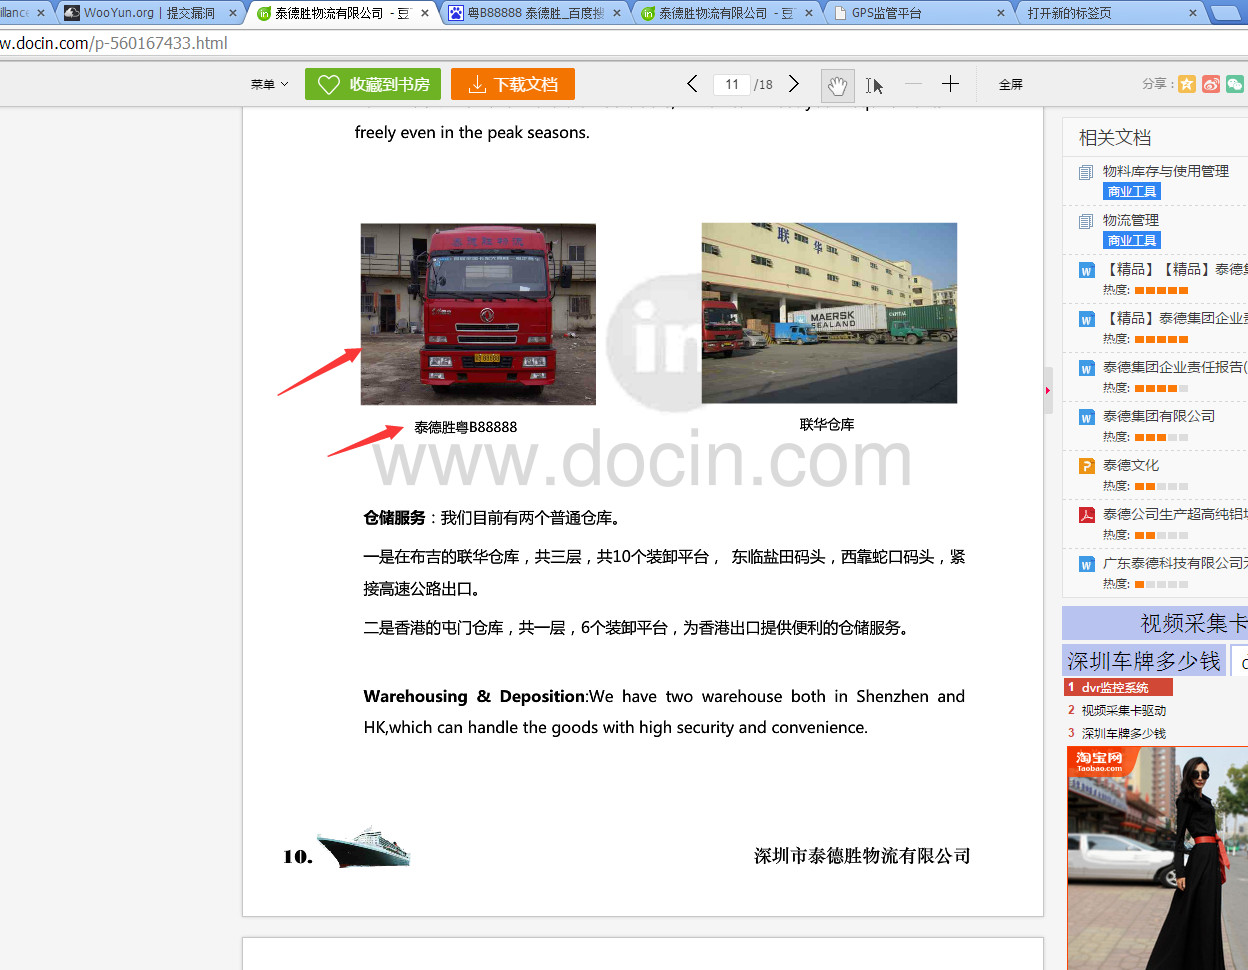 ilance
WooYun.org | 提交漏洞
泰德胜物流有限公司 - 豆
粤B88888 泰德胜_百度搜
泰德胜物流有限公司 - 豆
GPS监管平台
打开新的标签页
w.docin.com/p-560167433.html
菜单
收藏到书房
下载文档
11 /18
全屏
分享：
freely even in the peak seasons.
联 华
MAERSK
SEALAND
CAPITAL
泰德胜粤B88888
联华仓库
in
www.docin.com
仓储服务：我们目前有两个普通仓库。
一是在布吉的联华仓库，共三层，共10个装卸平台， 东临盐田码头，西靠蛇口码头，紧
接高速公路出口。
二是香港的屯门仓库，共一层，6个装卸平台，为香港出口提供便利的仓储服务。
Warehousing & Deposition:We have two warehouse both in Shenzhen and
HK,which can handle the goods with high security and convenience.
10.
深圳市泰德胜物流有限公司
相关文档
物料库存与使用管理
商业工具
物流管理
商业工具
【精品】【精品】泰德集
热度:
【精品】泰德集团企业责
热度:
泰德集团企业责任报告(
热度:
泰德集团有限公司
热度:
泰德文化
热度:
泰德公司生产超高纯铝坩
热度:
广东泰德科技有限公司
热度:
视频采集卡
深圳车牌多少钱
1 dvr监控系统
2 视频采集卡驱动
3 深圳车牌多少钱
淘宝网
Taobao.com